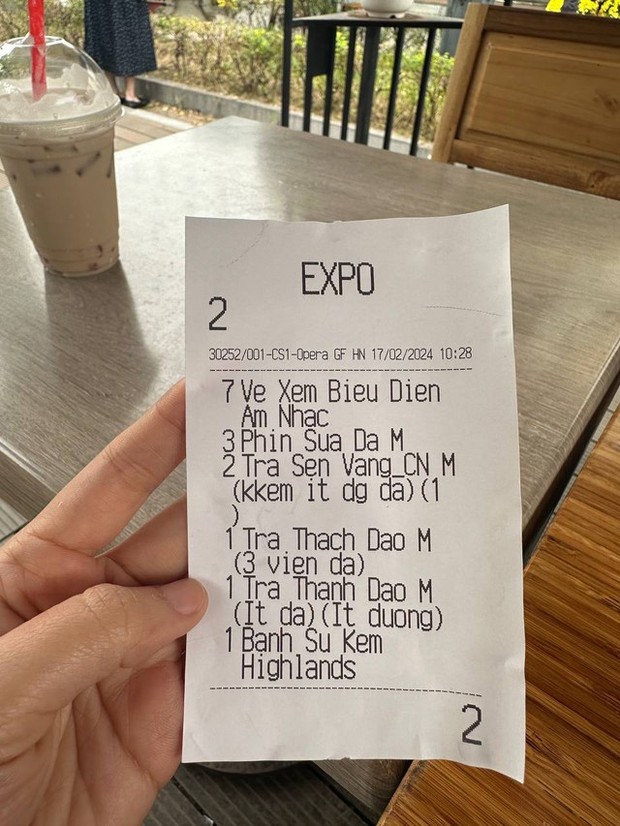 EXPO
2
30252/001-CS1-Opera GF HN 17/02/2024 10:28
7 Ve Xem Bieu Dien
Am Nhac
3 Phin Sua Da M
2 Tra Sen Vang_CN M
(kkem it dg da)(1
)
1 Tra Thach Dao M
(3 vien da)
1 Tra Thanh Dao M
(It da)(It duong)
1 Banh Su Kem
Highlands
2